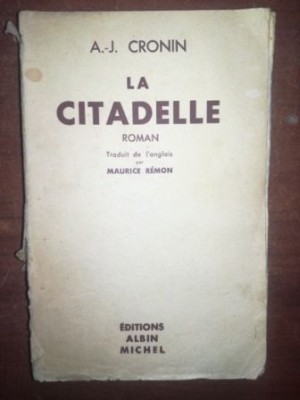 A.-J. CRONIN
LA
CITADELLE
ROMAN
Traduit de l'anglais
par
MAURICE RÉMON
ÉDITIONS
ALBIN
MICHEL